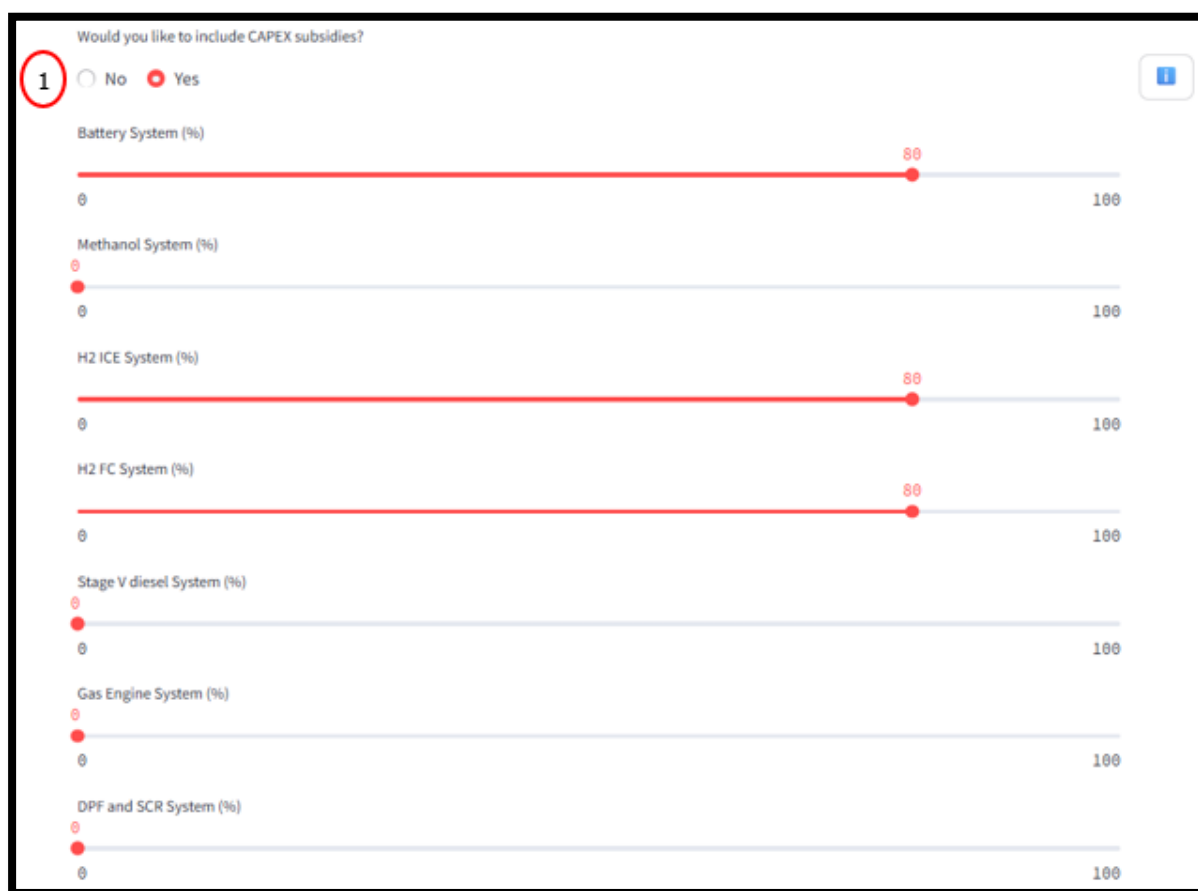 Would you like to include CAPEX subsidies?
1 No Yes
i
Battery System (%)
80
0 100
Methanol System (%)
0
0 100
H2 ICE System (%)
80
0 100
H2 FC System (%)
80
0 100
Stage V diesel System (%)
0
0 100
Gas Engine System (%)
0
0 100
DPF and SCR System (%)
0
0 100